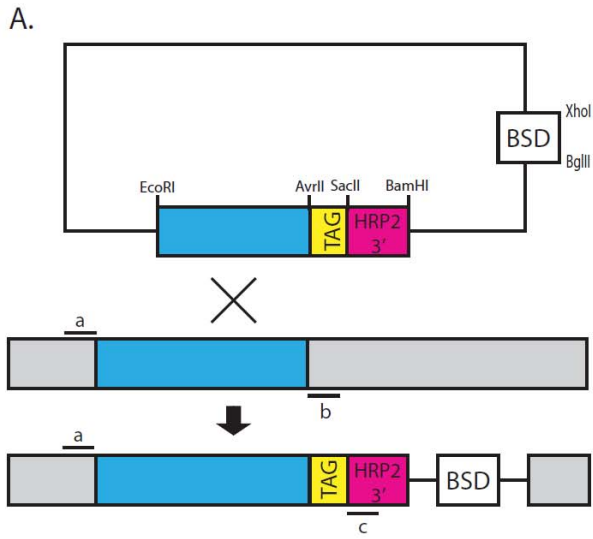 A.
XhoI
BSD
BglII
EcoRI
AvrII
SacII
BamHI
TAG
HRP2
3'
a
b
a
TAG
HRP2
3'
BSD
c